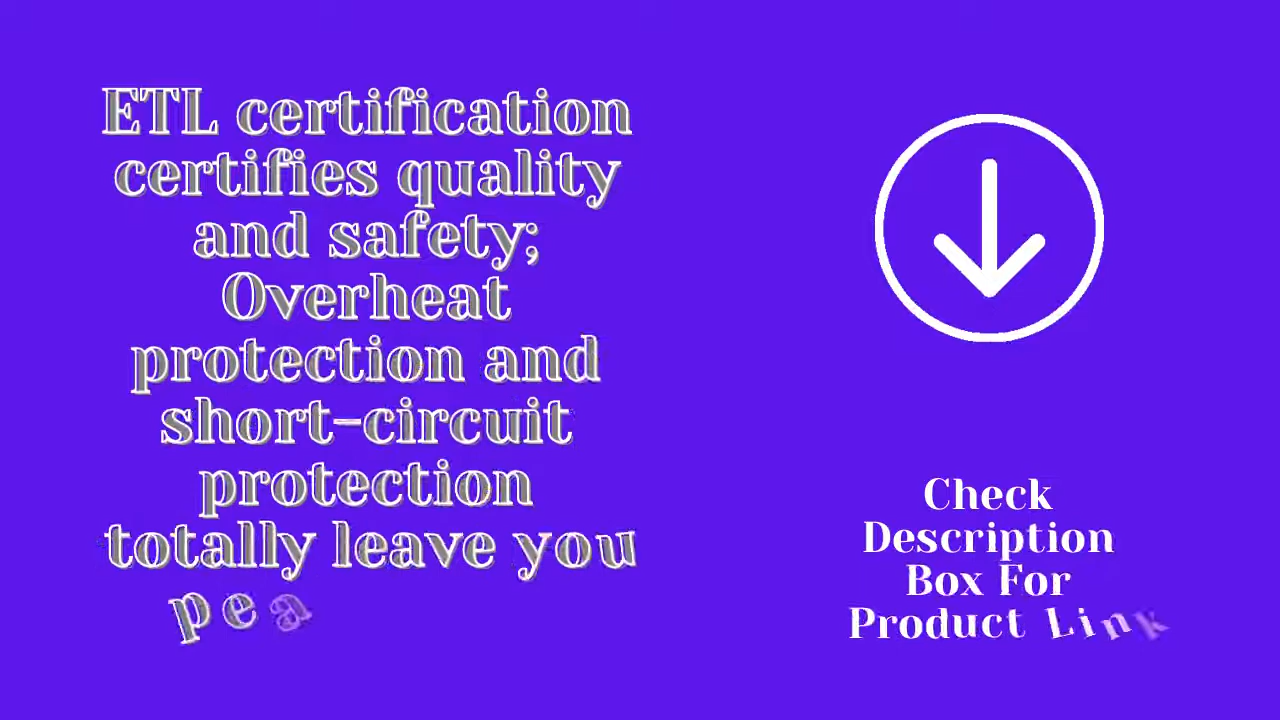 ETL certification
certifies quality
and safety;
Overheat
protection and
short-circuit
protection
totally leave you
pea
Check
Description
Box For
Product Link